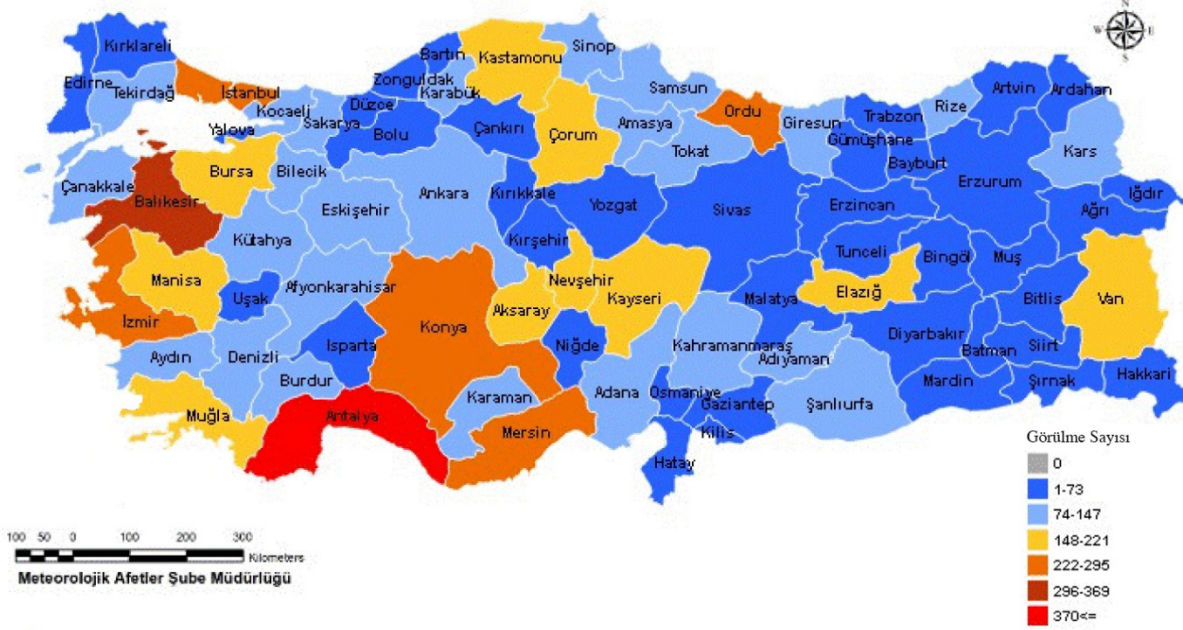 N
W E
S
Kırklareli
Edirne
Tekirdağ
İstanbul
Kocaeli
Yalova
Sakarya
Düzce
Bolu
Zonguldak
Bartın
Karabük
Kastamonu
Sinop
Çankırı
Çorum
Samsun
Amasya
Tokat
Ordu
Giresun
Gümüşhane
Trabzon
Bayburt
Rize
Artvin
Ardahan
Kars
Erzurum
Iğdır
Ağrı
Çanakkale
Balıkesir
Bursa
Bilecik
Eskişehir
Ankara
Kırıkkale
Yozgat
Sivas
Erzincan
Kütahya
Kırşehir
Tunceli
Bingöl
Muş
Manisa
Uşak
Afyonkarahisar
Nevşehir
Kayseri
Malatya
Elazığ
Bitlis
Van
İzmir
Aksaray
Konya
Aydın
Denizli
Isparta
Niğde
Kahramanmaraş
Adıyaman
Diyarbakır
Batman
Siirt
Burdur
Karaman
Adana
Osmaniye
Gaziantep
Şanlıurfa
Mardin
Şırnak
Hakkari
Muğla
Antalya
Mersin
Kilis
Hatay
Görülme Sayısı
0
1-73
74-147
148-221
222-295
296-369
370<=
100 50 0 100 200 300
Kilometers
Meteorolojik Afetler Şube Müdürlüğü